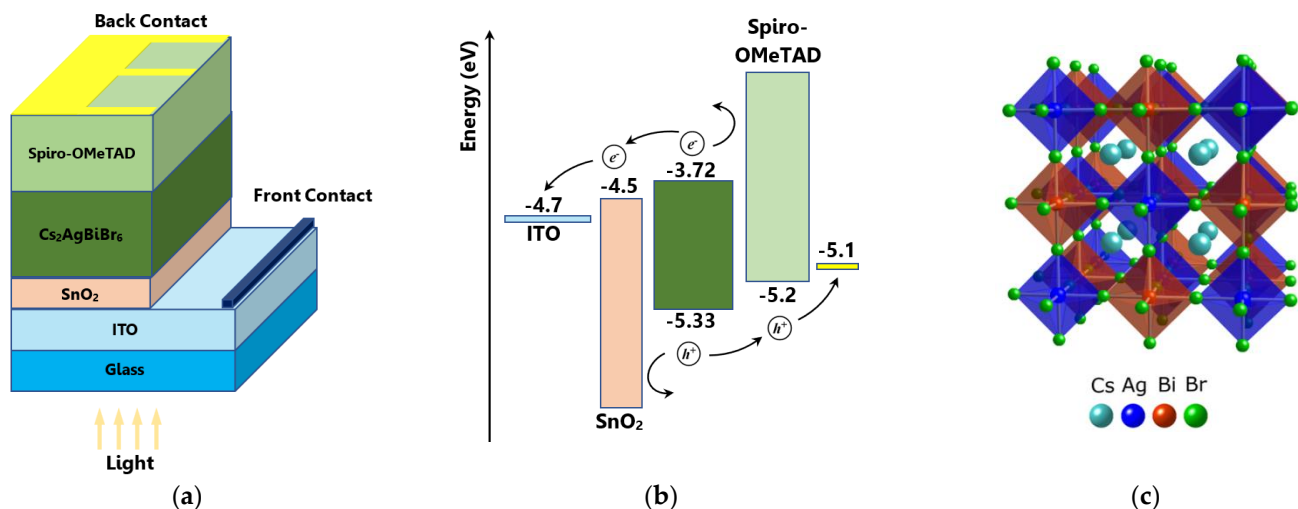 Back Contact
Spiro-OMeTAD
Cs₂AgBiBr₆
SnO₂
Front Contact
ITO
Glass
Light
(a)
Energy (eV)
Spiro-
OMeTAD
e⁻
e⁻
-4.7
ITO
-4.5
-3.72
-5.1
-5.2
-5.33
h⁺
h⁺
SnO₂
(b)
Cs Ag Bi Br
(c)